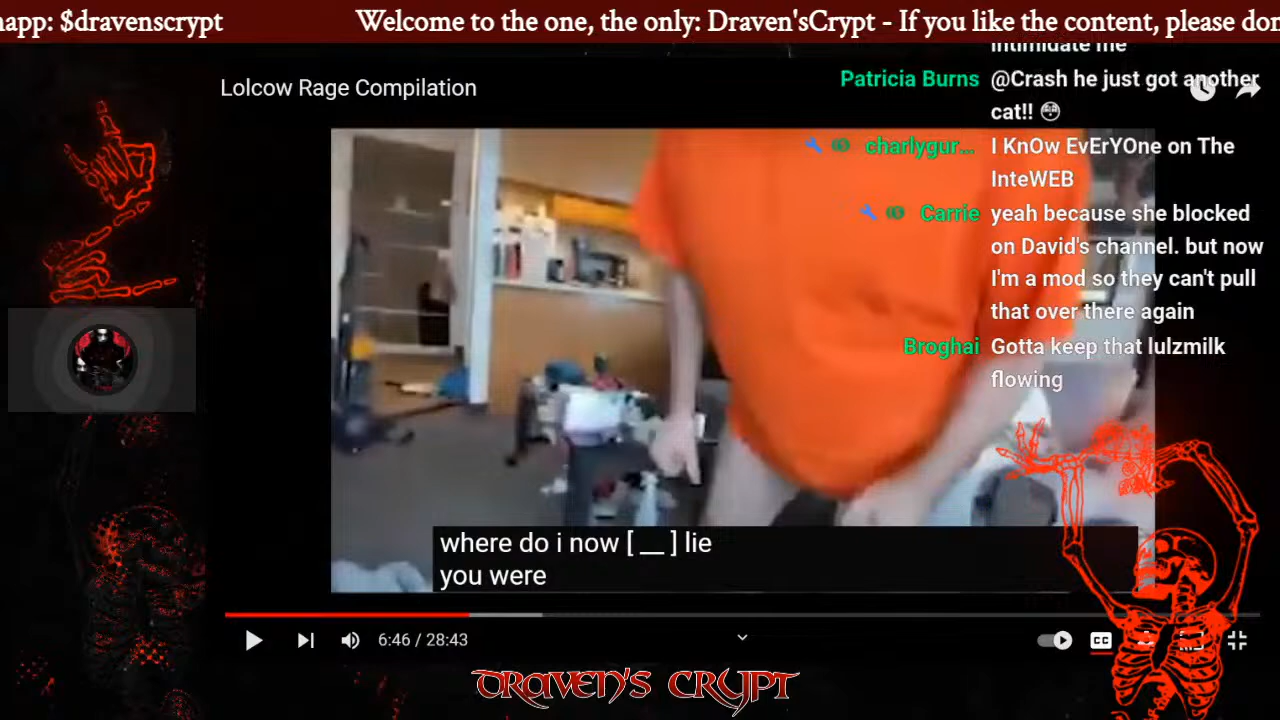 napp: $dravenscrypt Welcome to the one, the only: Draven'sCrypt - If you like the content, please don
intimidate me
Lolcow Rage Compilation
Patricia Burns @Crash he just got another
cat!! 😳
charlygur... I KnOw EvErYOne on The
InteWEB
Carrie yeah because she blocked
on David's channel. but now
I'm a mod so they can't pull
that over there again
Broghai Gotta keep that lulzmilk
flowing
where do i now [ __ ] lie
you were
6:46 / 28:43
CC
DRAVEN'S CRYPT